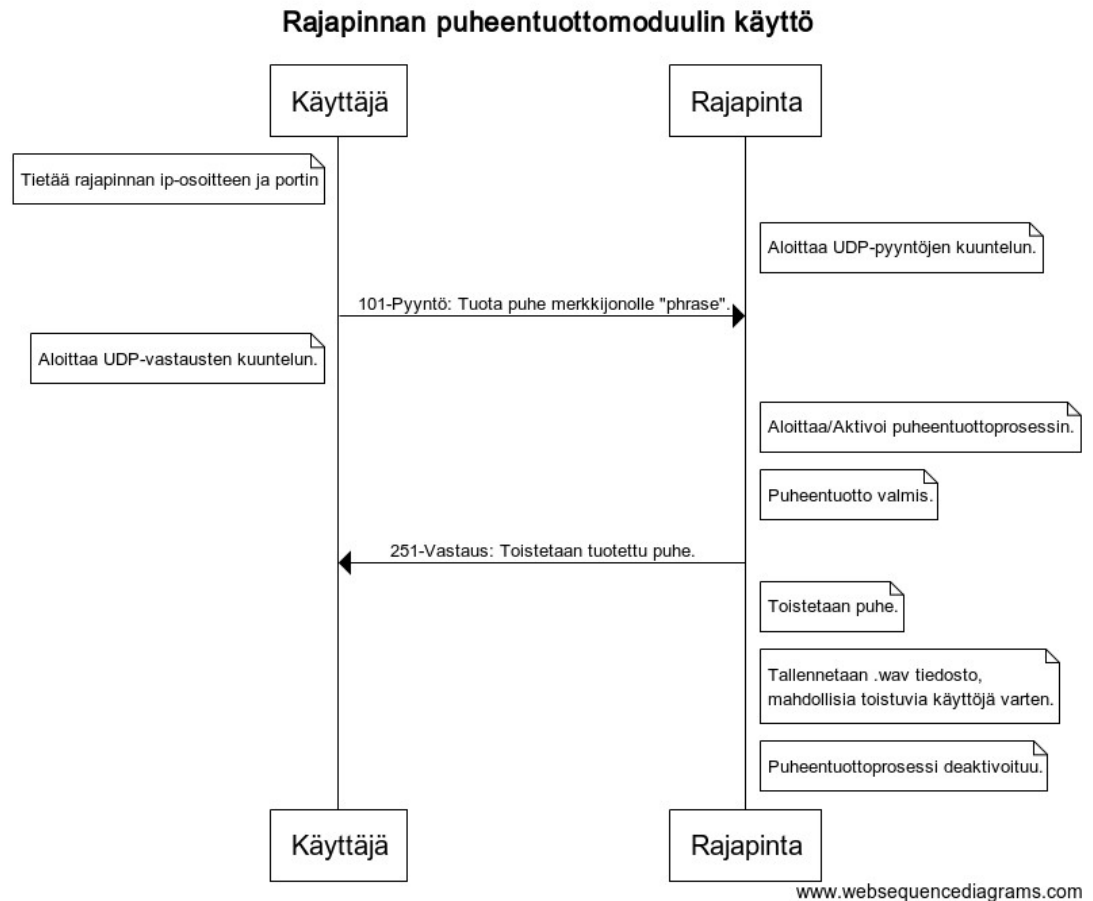 Rajapinnan puheentuottomoduulin käyttö
Käyttäjä
Rajapinta
Tietää rajapinnan ip-osoitteen ja portin
Aloittaa UDP-pyyntöjen kuuntelun.
101-Pyyntö: Tuota puhe merkkijonolle "phrase".
Aloittaa UDP-vastausten kuuntelun.
Aloittaa/Aktivoi puheentuottoprosessin.
Puheentuotto valmis.
251-Vastaus: Toistetaan tuotettu puhe.
Toistetaan puhe.
Tallennetaan .wav tiedosto,
mahdollisia toistuvia käyttöjä varten.
Puheentuottoprosessi deaktivoituu.
Käyttäjä
Rajapinta
www.websequencediagrams.com